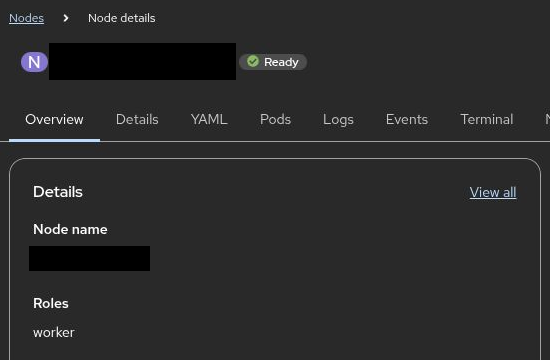 Nodes > Node details
N Ready
Overview Details YAML Pods Logs Events Terminal
Details View all
Node name
Roles
worker